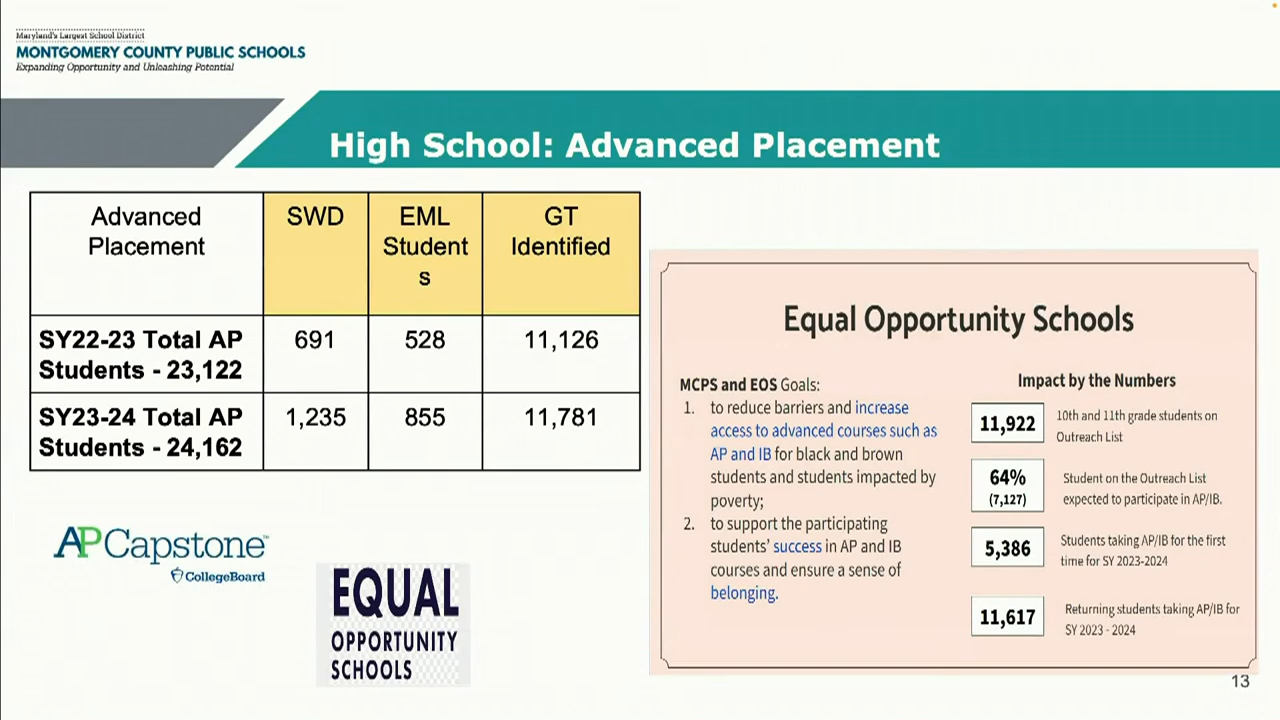 Maryland's Largest School District
MONTGOMERY COUNTY PUBLIC SCHOOLS
Expanding Opportunity and Unleashing Potential
High School: Advanced Placement
Advanced
Placement
SWD
EML
Student
s
GT
Identified
SY22-23 Total AP
Students - 23,122
691
528
11,126
SY23-24 Total AP
Students - 24,162
1,235
855
11,781
AP Capstone™
CollegeBoard
EQUAL
OPPORTUNITY
SCHOOLS
Equal Opportunity Schools
MCPS and EOS Goals:
1. to reduce barriers and increase
access to advanced courses such as
AP and IB for black and brown
students and students impacted by
poverty;
2. to support the participating
students’ success in AP and IB
courses and ensure a sense of
belonging.
Impact by the Numbers
11,922
10th and 11th grade students on
Outreach List
64%
(7,127)
Student on the Outreach List
expected to participate in AP/IB.
5,386
Students taking AP/IB for the first
time for SY 2023-2024
11,617
Returning students taking AP/IB for
SY 2023 - 2024
13